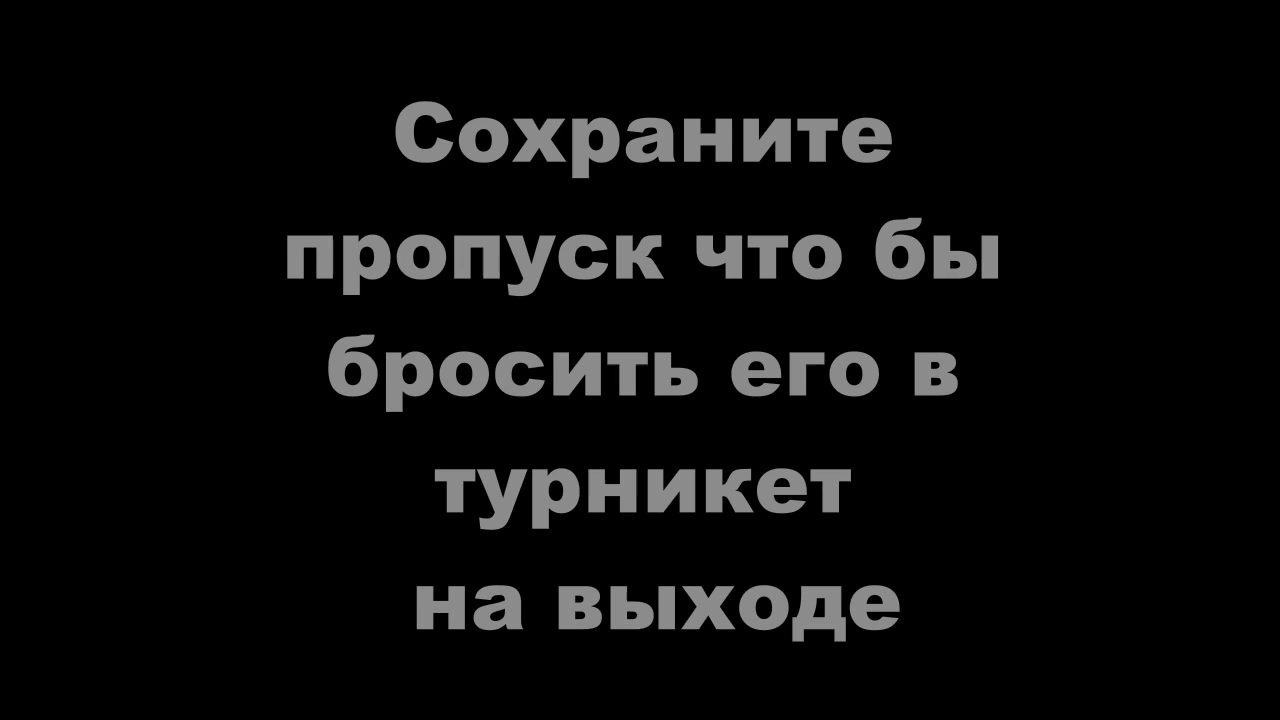 Сохраните
пропуск что бы
бросить его в
турникет
на выходе